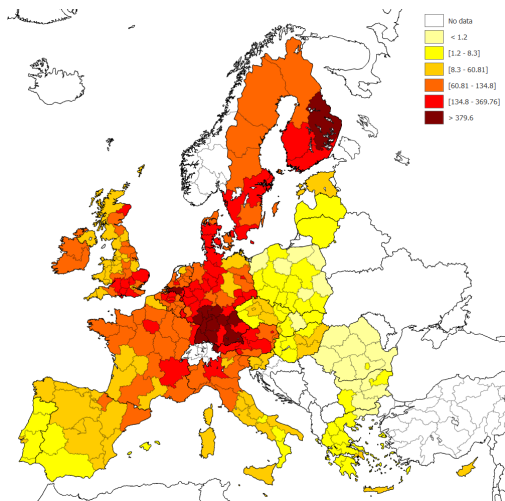 No data
< 1.2
[1.2 - 8.3]
[8.3 - 60.81]
[60.81 - 134.8]
[134.8 - 369.76]
> 379.6